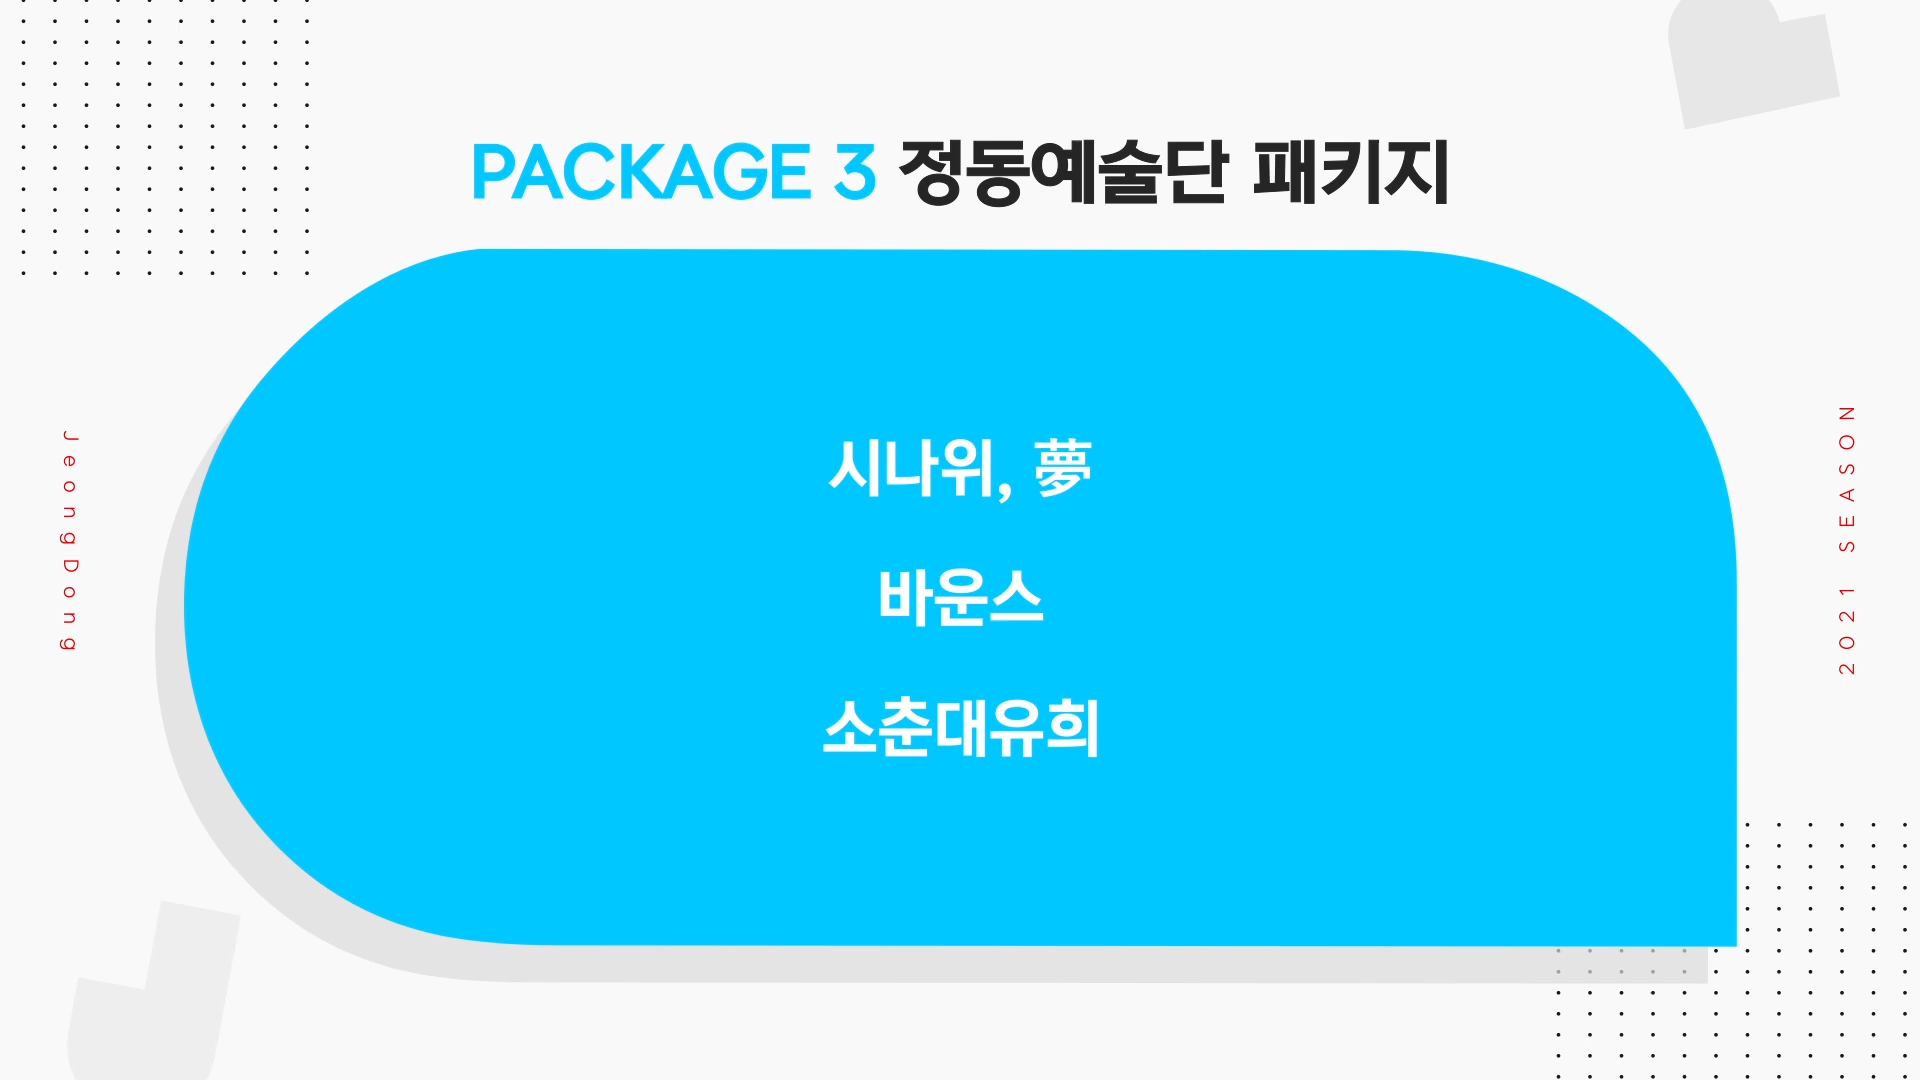 PACKAGE 3 정동예술단 패키지
시나위, 夢
바운스
소춘대유희
JeongDong
2021 SEASON